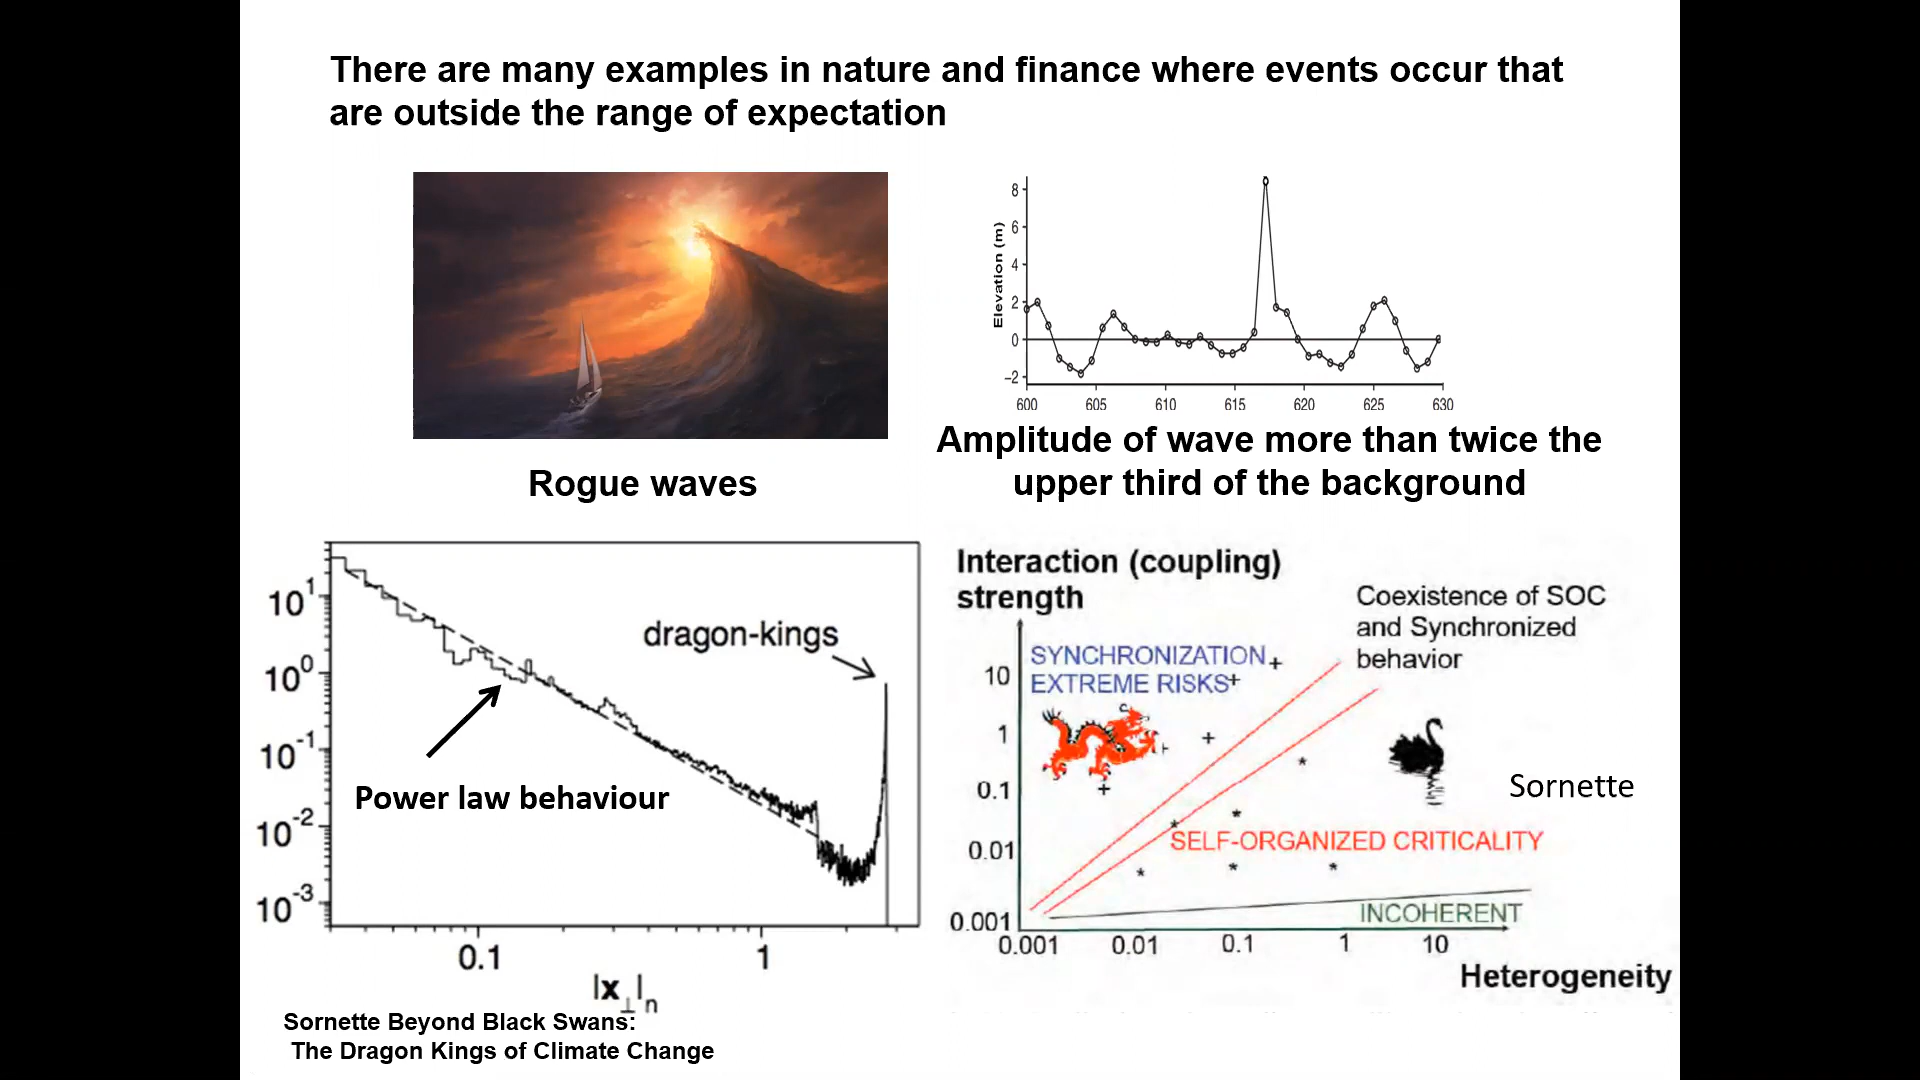 There are many examples in nature and finance where events occur that
are outside the range of expectation
8
6
4
2
0
−2
Elevation (m)
600 605 610 615 620 625 630
Rogue waves
Amplitude of wave more than twice the
upper third of the background
10^1
10^0
10^-1
10^-2
10^-3
dragon-kings
Power law behaviour
0.1 1
|x⊥|n
Sornette Beyond Black Swans:
The Dragon Kings of Climate Change
Interaction (coupling)
strength
Coexistence of SOC
and Synchronized
behavior
SYNCHRONIZATION
EXTREME RISKS
10
1
0.1
0.01
0.001
Sornette
SELF-ORGANIZED CRITICALITY
INCOHERENT
0.001 0.01 0.1 1 10
Heterogeneity